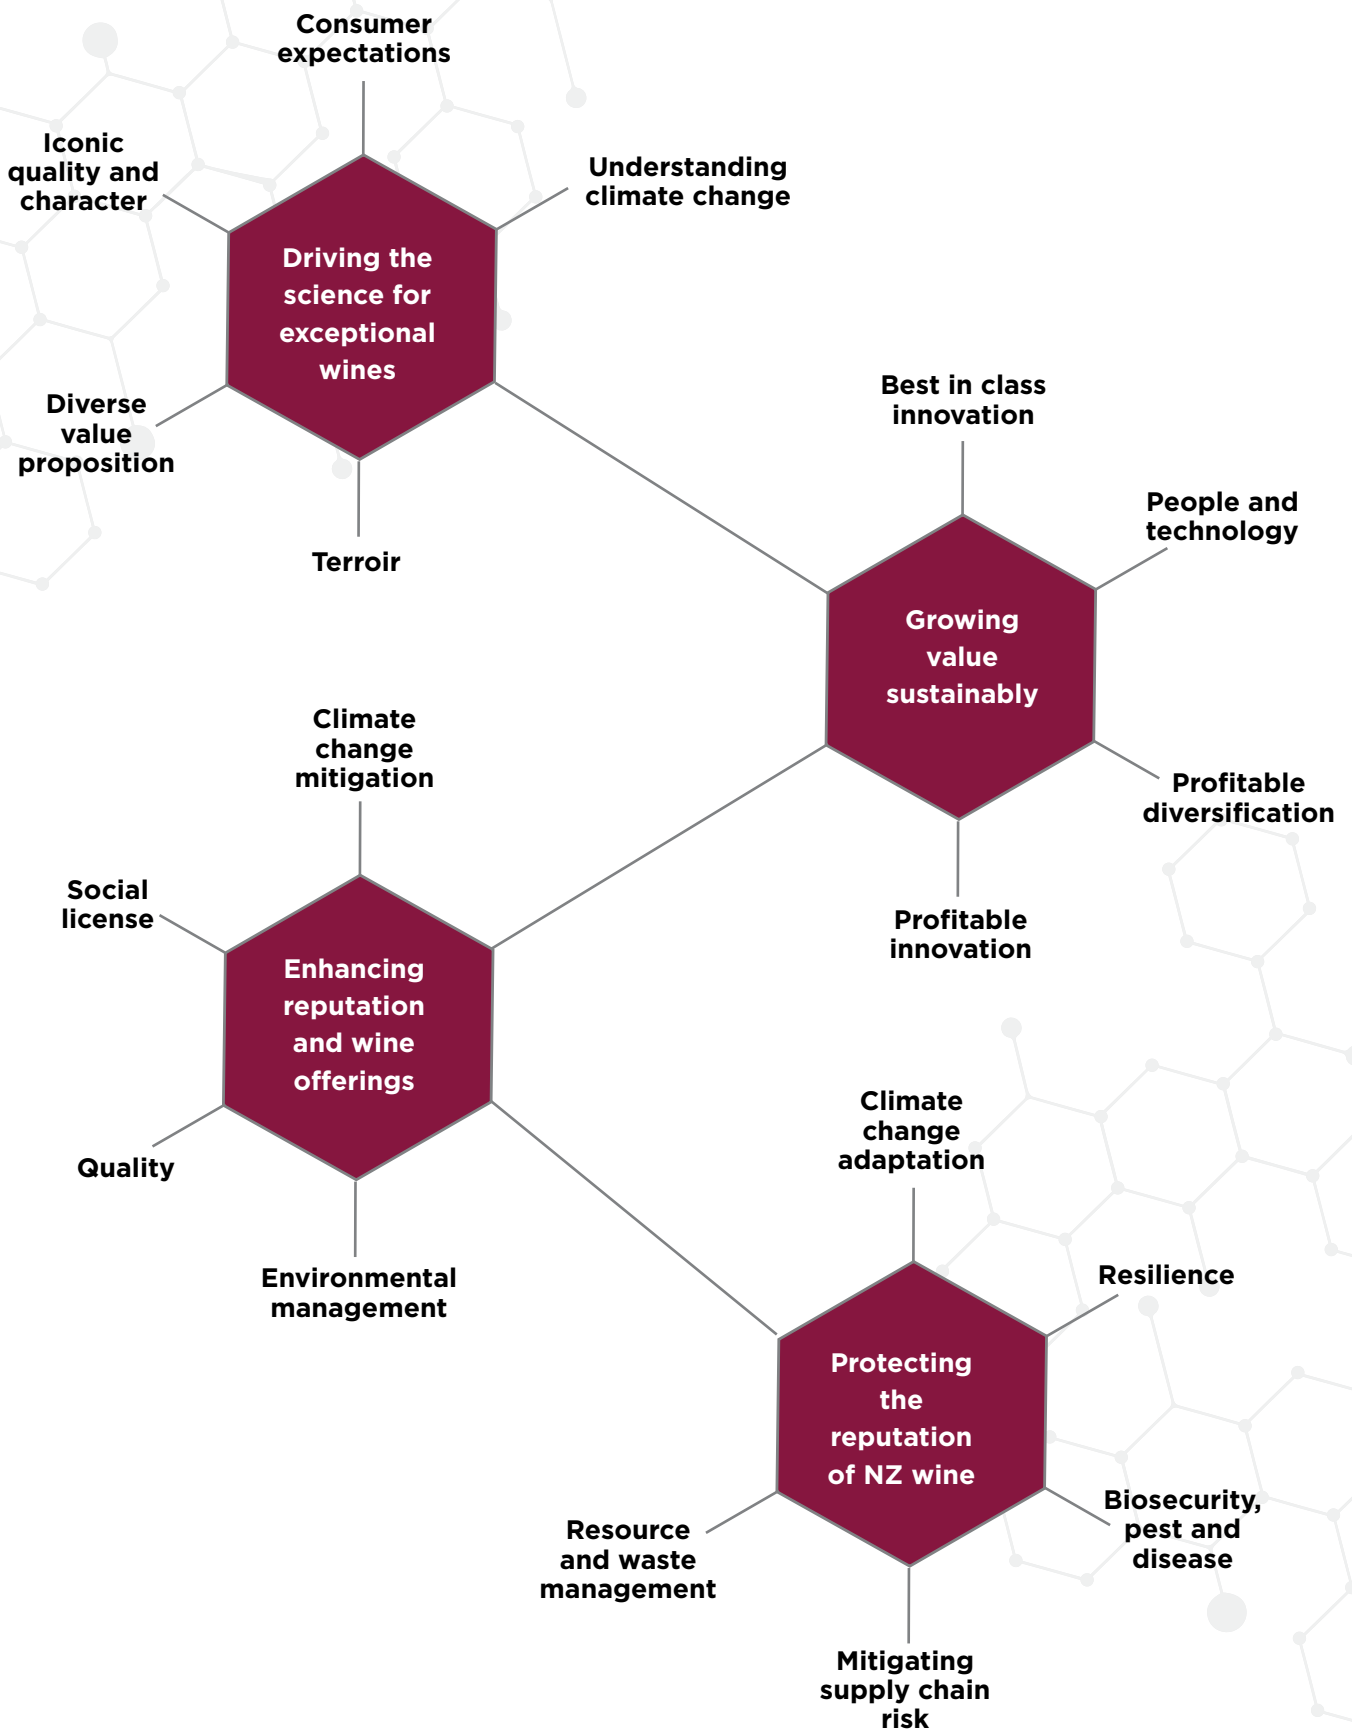 Consumer
expectations
Iconic
quality and
character
Understanding
climate change
Driving the
science for
exceptional
wines
Diverse
value
proposition
Terroir
Best in class
innovation
People and
technology
Growing
value
sustainably
Profitable
diversification
Profitable
innovation
Climate
change
mitigation
Social
license
Enhancing
reputation
and wine
offerings
Quality
Environmental
management
Climate
change
adaptation
Resilience
Protecting
the
reputation
of NZ wine
Biosecurity,
pest and
disease
Resource
and waste
management
Mitigating
supply chain
risk